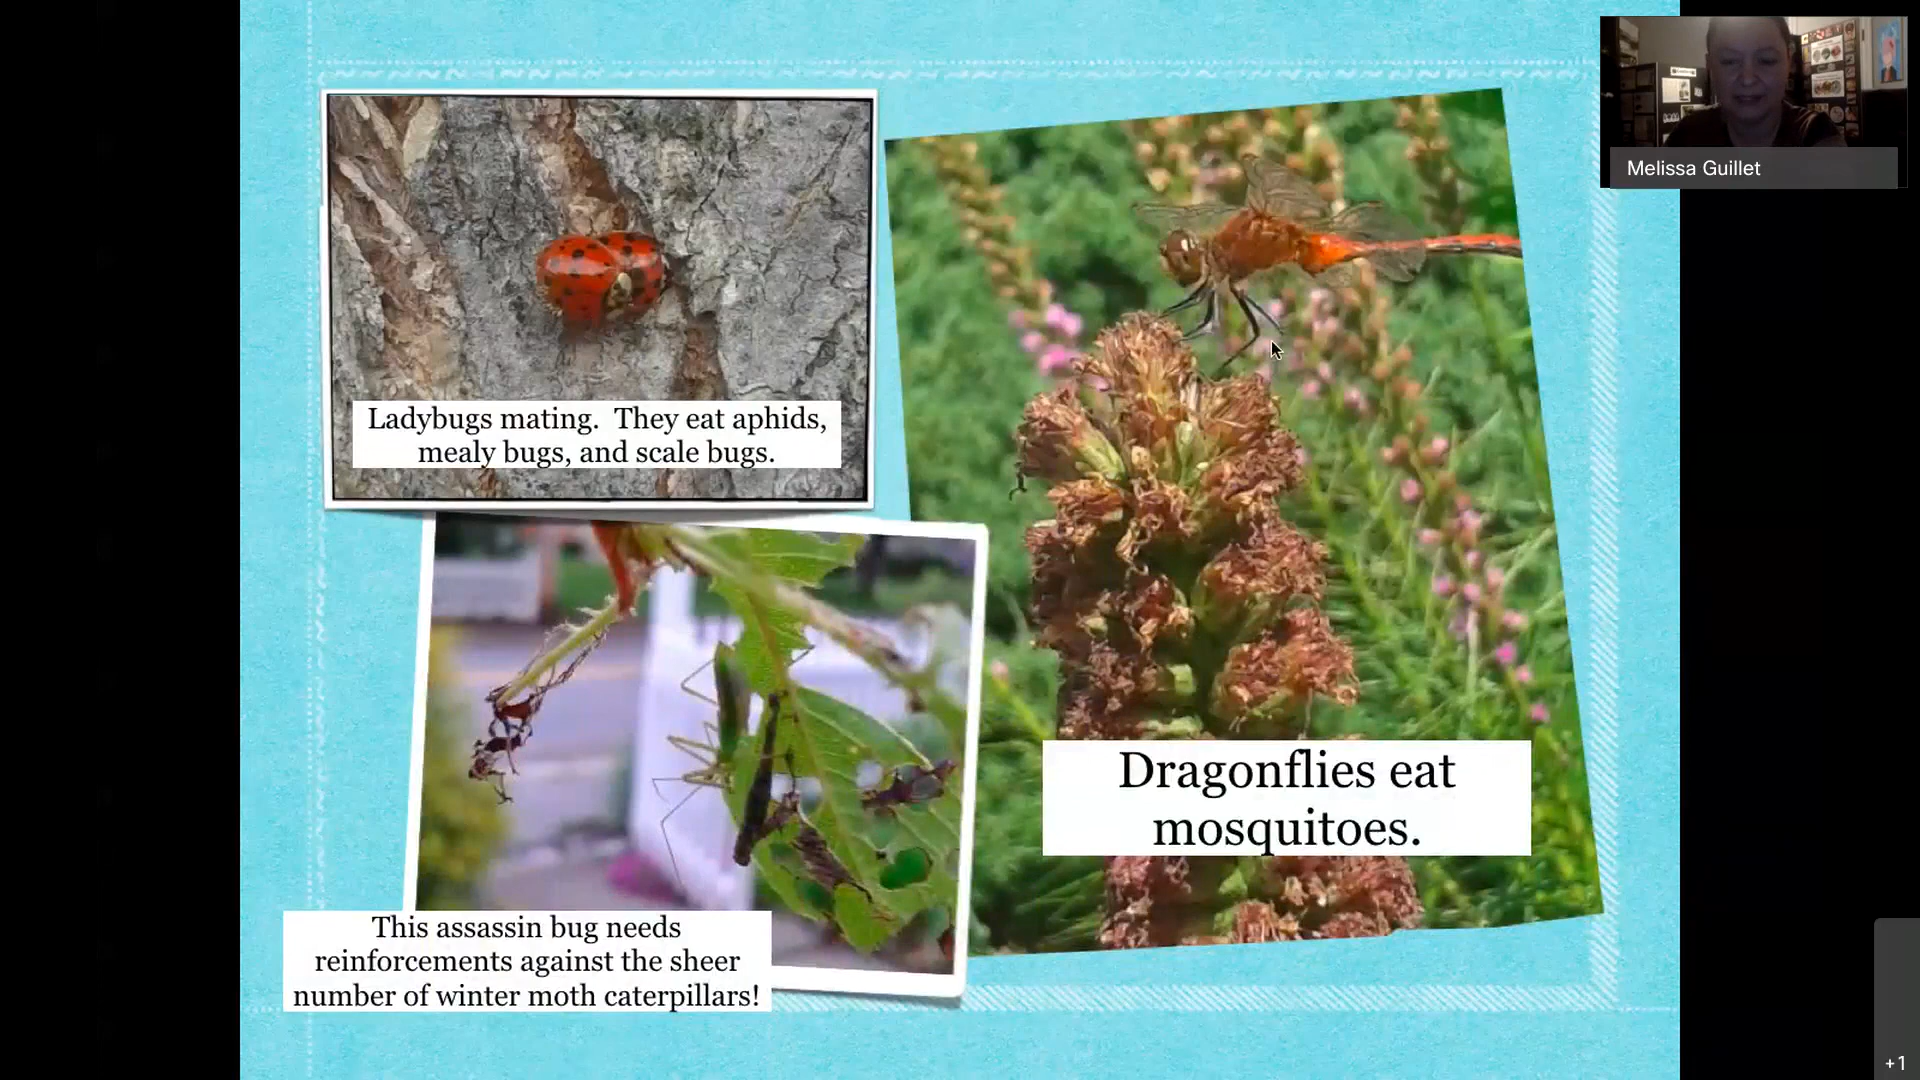 Melissa Guillet
Ladybugs mating. They eat aphids,
mealy bugs, and scale bugs.
Dragonflies eat
mosquitoes.
This assassin bug needs
reinforcements against the sheer
number of winter moth caterpillars!
+1